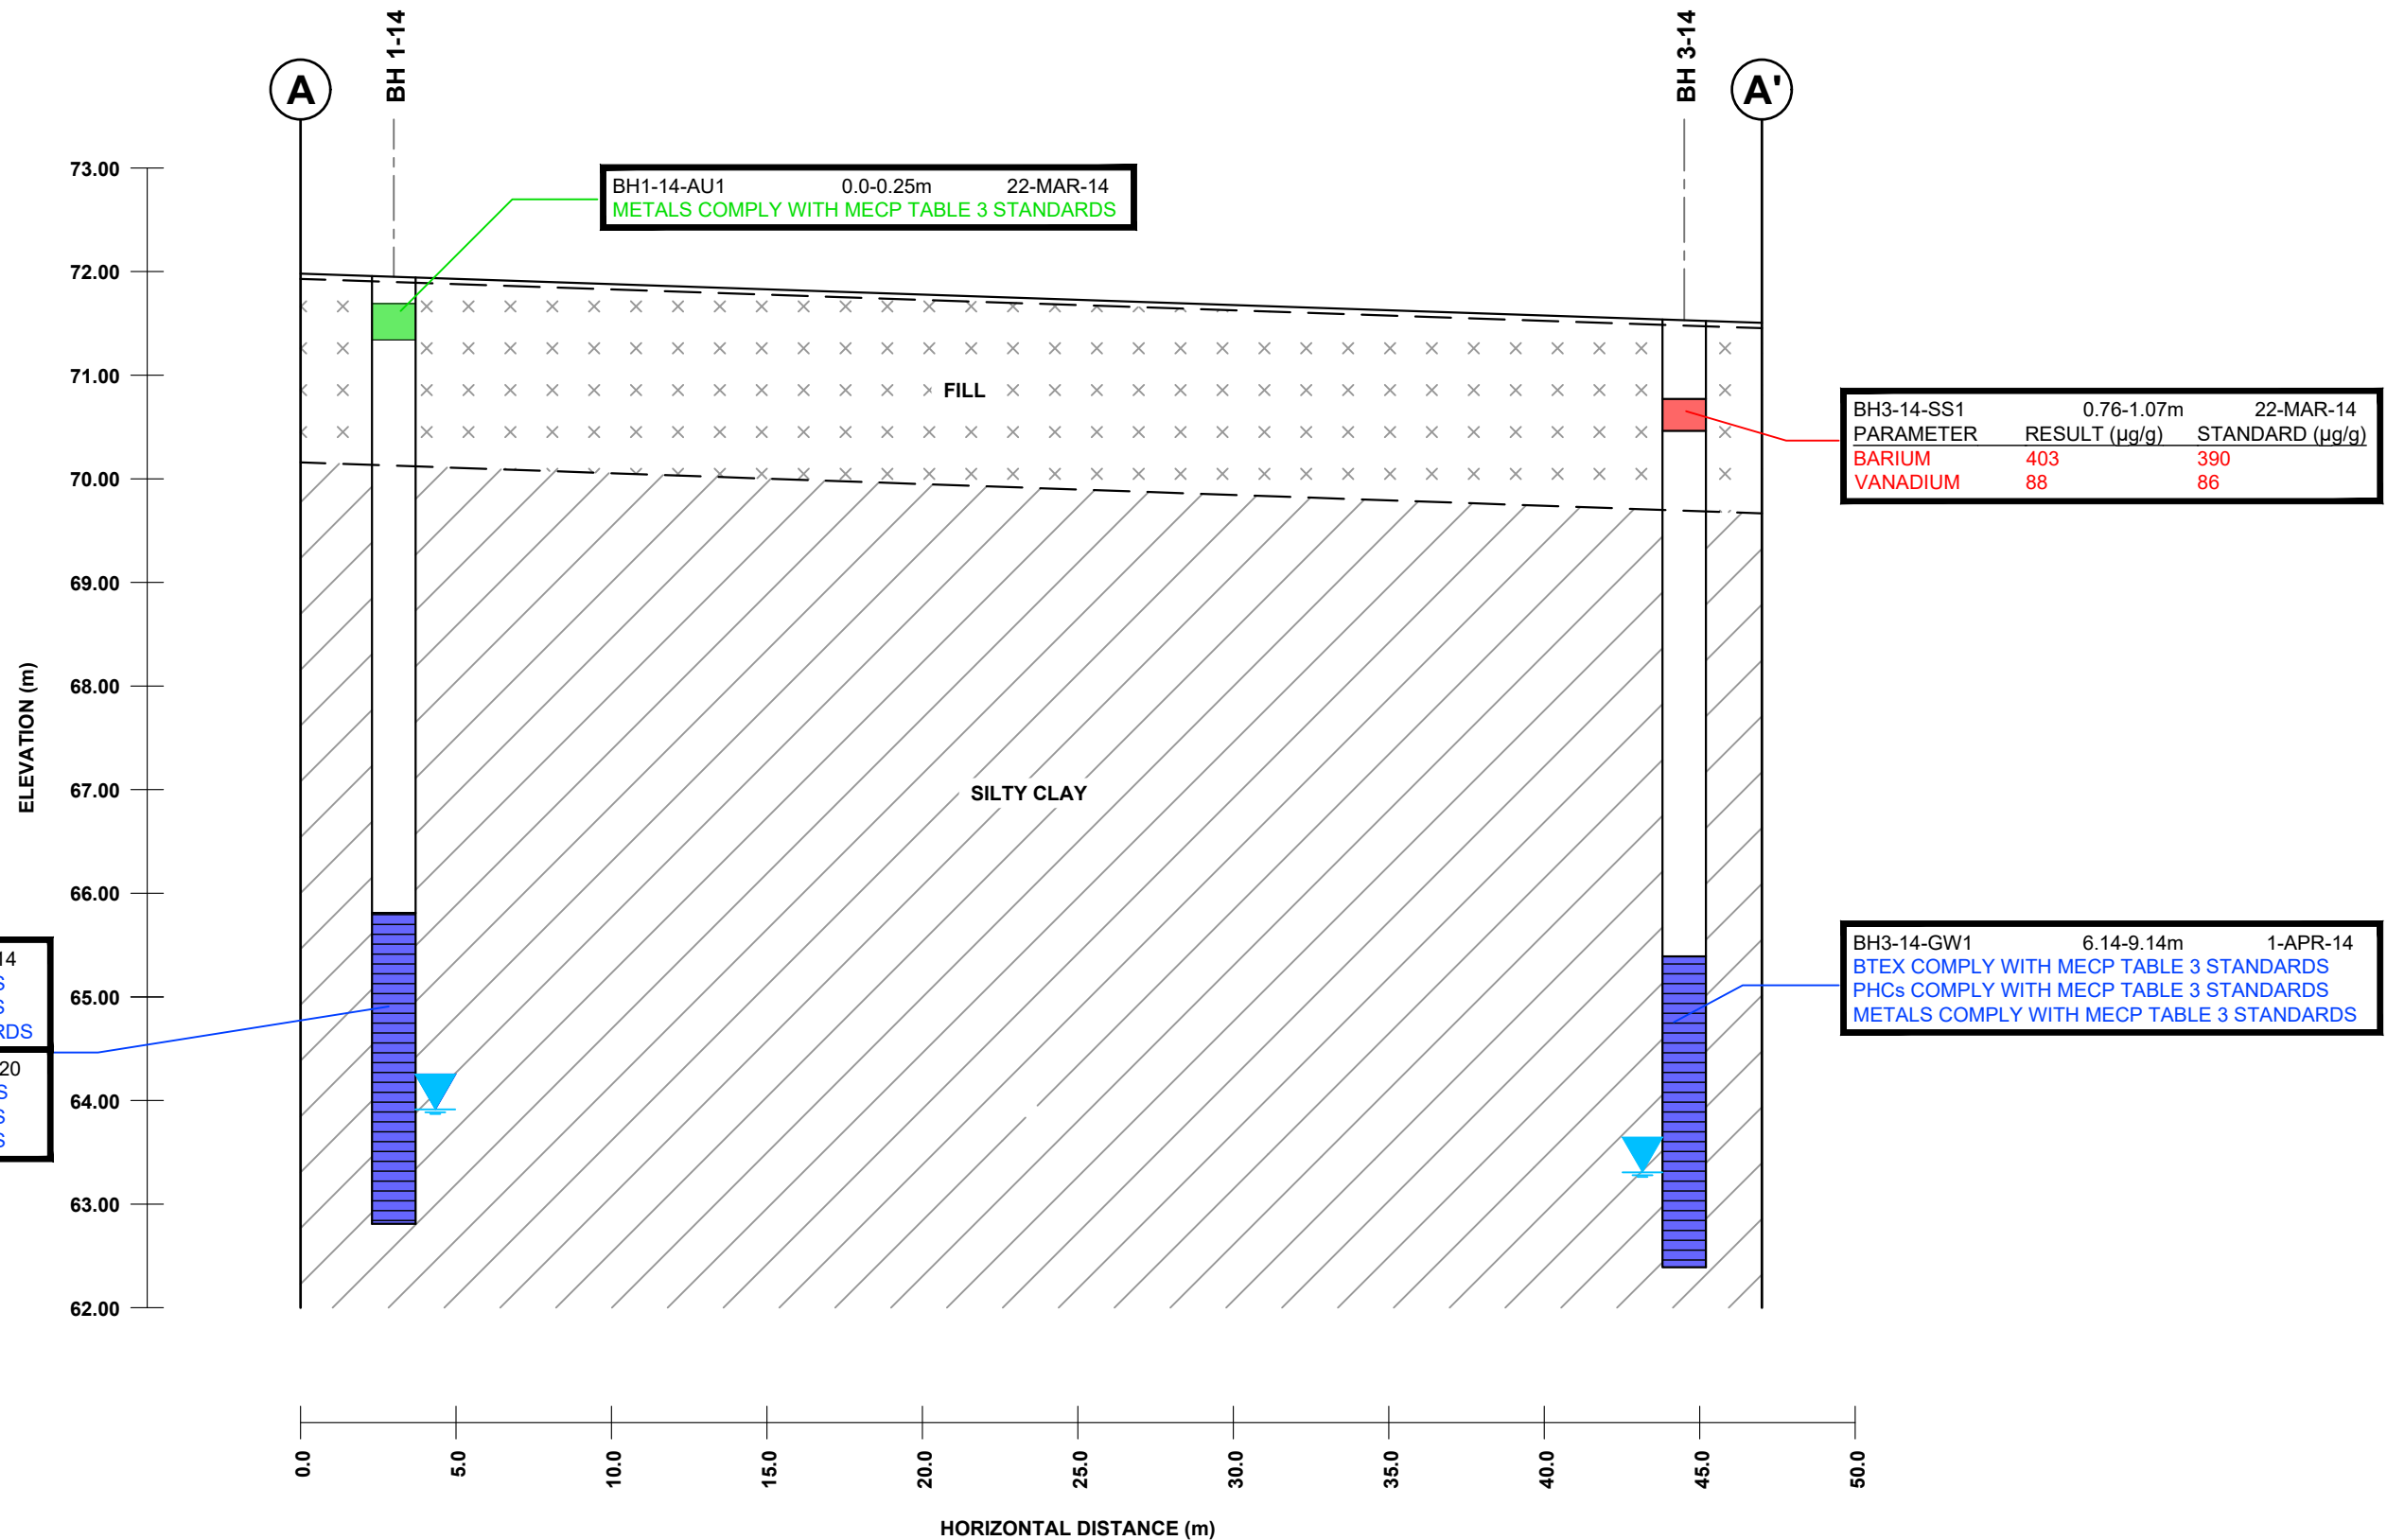 BH 1-14
BH 3-14
A
A'
73.00
72.00
71.00
70.00
69.00
68.00
67.00
66.00
65.00
64.00
63.00
62.00
ELEVATION (m)
BH1-14-AU1 0.0-0.25m 22-MAR-14
METALS COMPLY WITH MECP TABLE 3 STANDARDS
FILL
BH3-14-SS1 0.76-1.07m 22-MAR-14
PARAMETER RESULT (µg/g) STANDARD (µg/g)
BARIUM 403 390
VANADIUM 88 86
SILTY CLAY
14
S
S
RDS
20
S
S
S
BH3-14-GW1 6.14-9.14m 1-APR-14
BTEX COMPLY WITH MECP TABLE 3 STANDARDS
PHCs COMPLY WITH MECP TABLE 3 STANDARDS
METALS COMPLY WITH MECP TABLE 3 STANDARDS
0.0
5.0
10.0
15.0
20.0
25.0
30.0
35.0
40.0
45.0
50.0
HORIZONTAL DISTANCE (m)